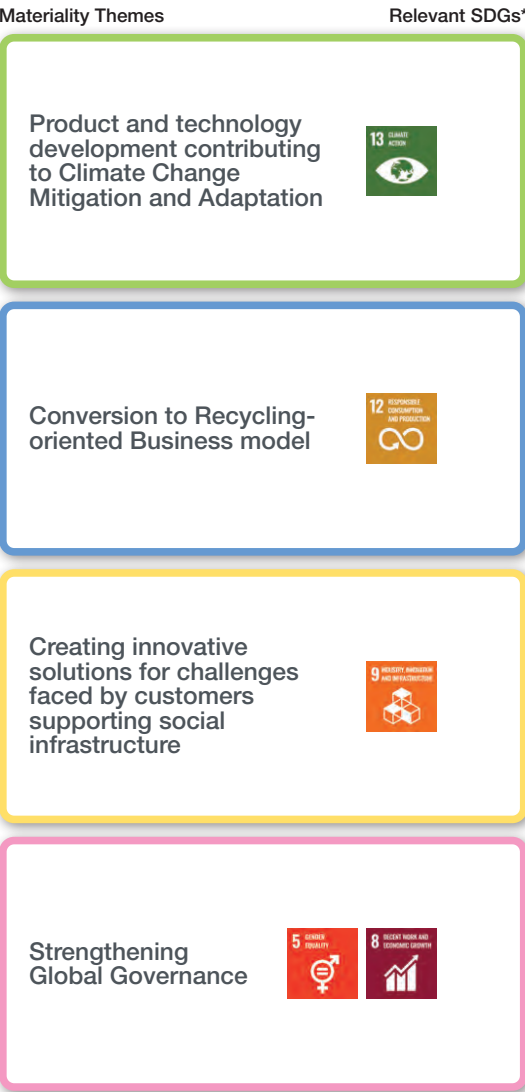 Materiality Themes
Relevant SDGs*
Product and technology
development contributing
to Climate Change
Mitigation and Adaptation
13 CLIMATE
ACTION
Conversion to Recycling-
oriented Business model
12 RESPONSIBLE
CONSUMPTION
AND PRODUCTION
Creating innovative
solutions for challenges
faced by customers
supporting social
infrastructure
9 INDUSTRY, INNOVATION
AND INFRASTRUCTURE
Strengthening
Global Governance
5 GENDER
EQUALITY
8 DECENT WORK AND
ECONOMIC GROWTH